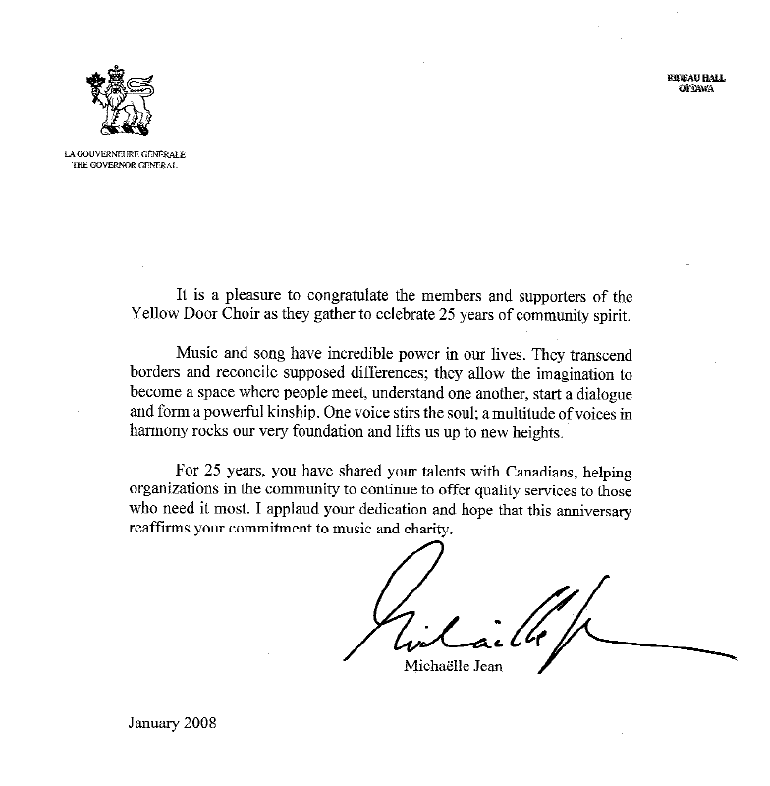 RIDEAU HALL
OTTAWA
LA GOUVERNEURE GÉNÉRALE
THE GOVERNOR GENERAL
It is a pleasure to congratulate the members and supporters of the
Yellow Door Choir as they gather to celebrate 25 years of community spirit.
Music and song have incredible power in our lives. They transcend
borders and reconcile supposed differences; they allow the imagination to
become a space where people meet, understand one another, start a dialogue
and form a powerful kinship. One voice stirs the soul; a multitude of voices in
harmony rocks our very foundation and lifts us up to new heights.
For 25 years, you have shared your talents with Canadians, helping
organizations in the community to continue to offer quality services to those
who need it most. I applaud your dedication and hope that this anniversary
reaffirms your commitment to music and charity.
Michaëlle Jean
Michaëlle Jean
January 2008